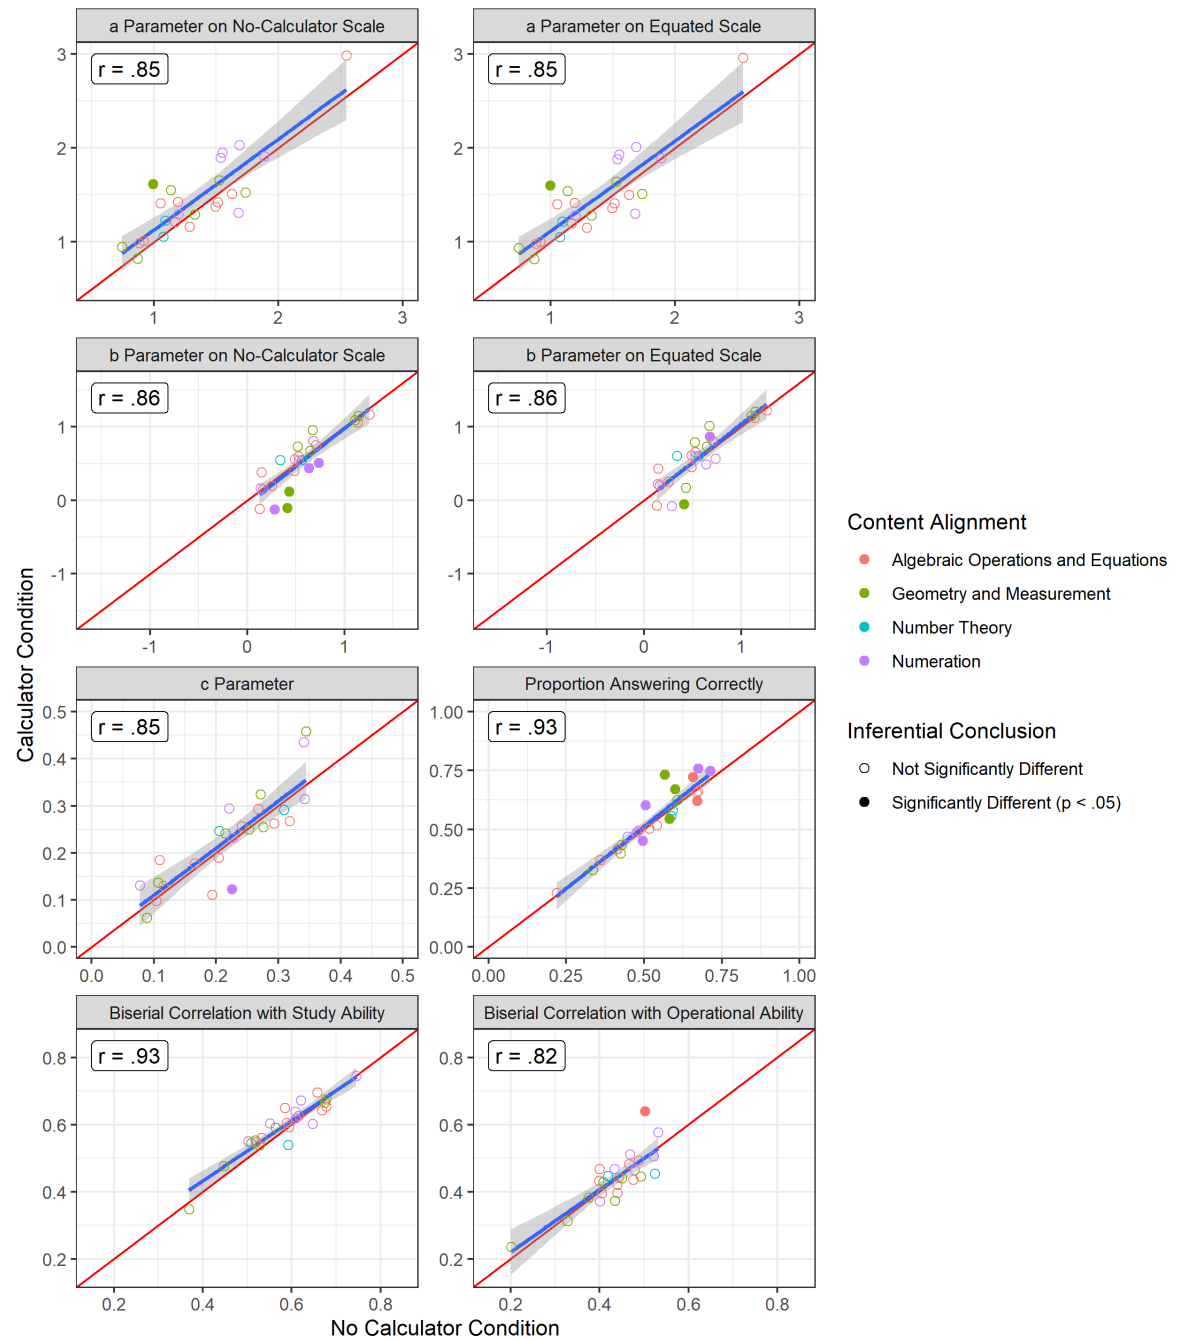 a Parameter on No-Calculator Scale
a Parameter on Equated Scale
r = .85
r = .85
3
2
1
3
2
1
1 2 3
1 2 3
b Parameter on No-Calculator Scale
b Parameter on Equated Scale
r = .86
r = .86
1
0
-1
1
0
-1
-1 0 1
-1 0 1
c Parameter
Proportion Answering Correctly
r = .85
r = .93
0.5
0.4
0.3
0.2
0.1
0.0
1.00
0.75
0.50
0.25
0.00
0.0 0.1 0.2 0.3 0.4 0.5
0.00 0.25 0.50 0.75 1.00
Biserial Correlation with Study Ability
Biserial Correlation with Operational Ability
r = .93
r = .82
0.8
0.6
0.4
0.2
0.8
0.6
0.4
0.2
0.2 0.4 0.6 0.8
0.2 0.4 0.6 0.8
Calculator Condition
No Calculator Condition
Content Alignment
Algebraic Operations and Equations
Geometry and Measurement
Number Theory
Numeration
Inferential Conclusion
Not Significantly Different
Significantly Different (p < .05)